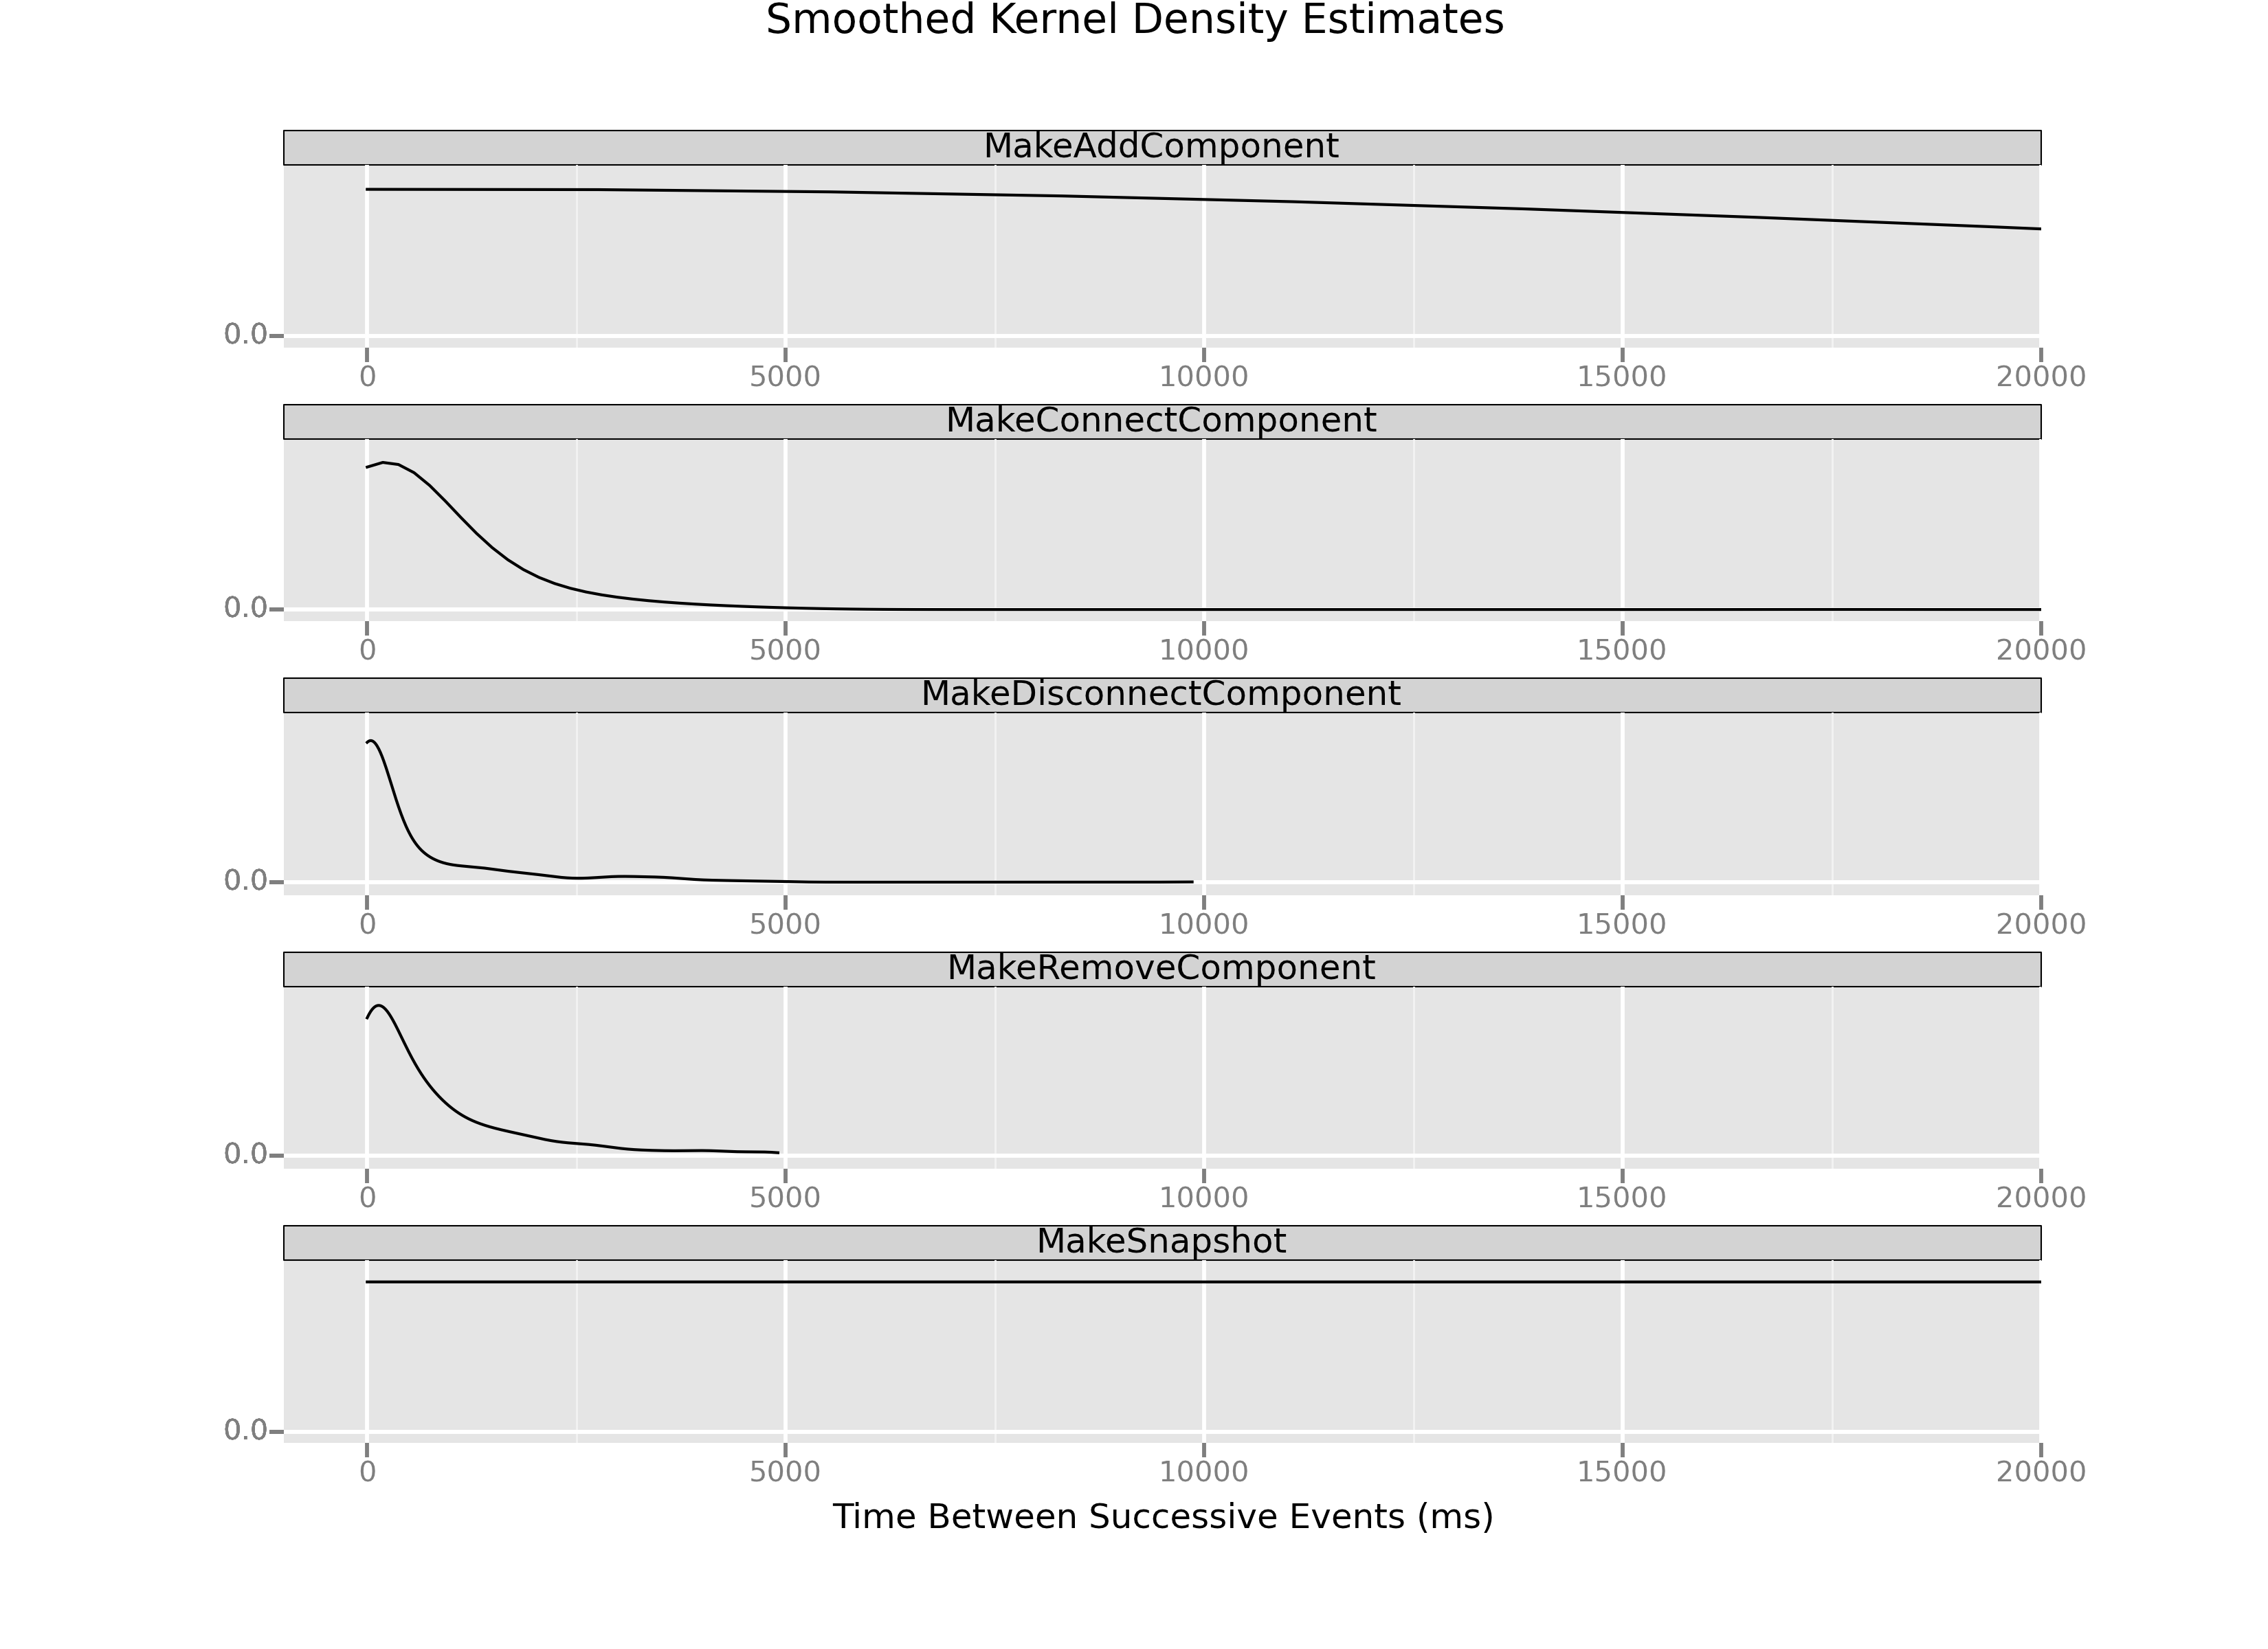 Smoothed Kernel Density Estimates
MakeAddComponent
0.0
0 5000 10000 15000 20000
MakeConnectComponent
0.0
0 5000 10000 15000 20000
MakeDisconnectComponent
0.0
0 5000 10000 15000 20000
MakeRemoveComponent
0.0
0 5000 10000 15000 20000
MakeSnapshot
0.0
0 5000 10000 15000 20000
Time Between Successive Events (ms)